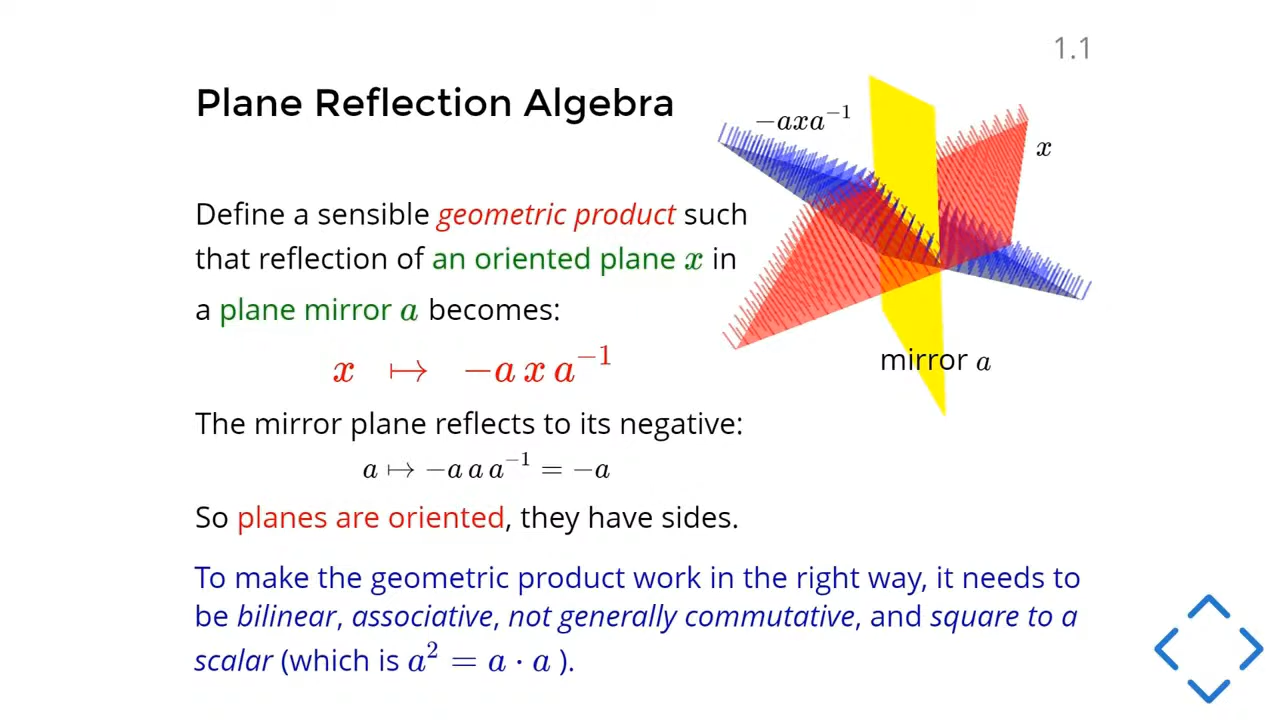 1.1
Plane Reflection Algebra
−axa⁻¹
x
Define a sensible geometric product such
that reflection of an oriented plane x in
a plane mirror a becomes:
mirror a
x ↦ −a x a⁻¹
The mirror plane reflects to its negative:
a ↦ −a a a⁻¹ = −a
So planes are oriented, they have sides.
To make the geometric product work in the right way, it needs to
be bilinear, associative, not generally commutative, and square to a
scalar (which is a² = a · a ).